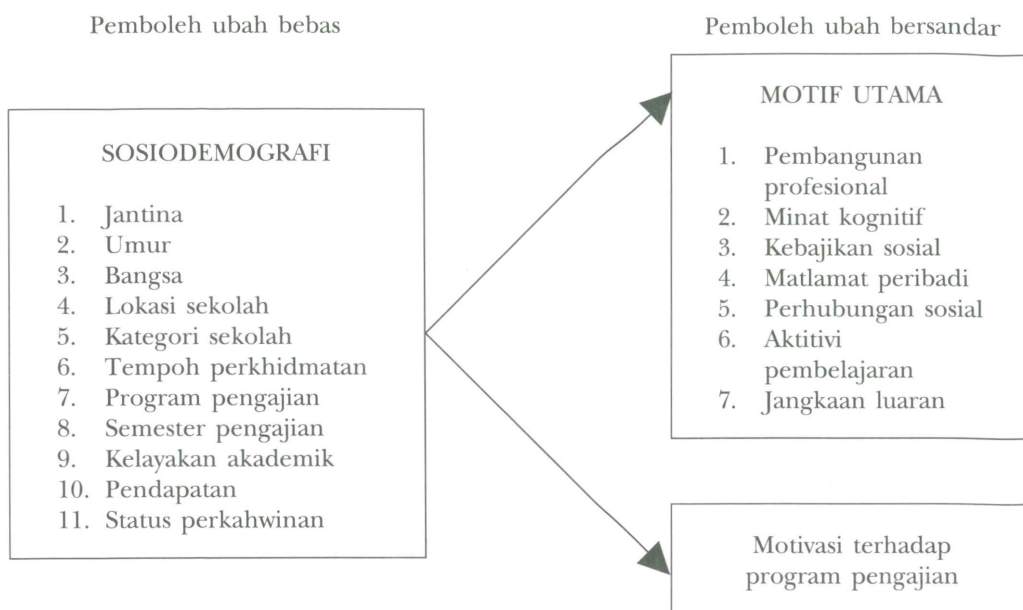 Pemboleh ubah bebas
SOSIODEMOGRAFI
1. Jantina
2. Umur
3. Bangsa
4. Lokasi sekolah
5. Kategori sekolah
6. Tempoh perkhidmatan
7. Program pengajian
8. Semester pengajian
9. Kelayakan akademik
10. Pendapatan
11. Status perkahwinan
Pemboleh ubah bersandar
MOTIF UTAMA
1. Pembangunan
profesional
2. Minat kognitif
3. Kebajikan sosial
4. Matlamat peribadi
5. Perhubungan sosial
6. Aktitivi
pembelajaran
7. Jangkaan luaran
Motivasi terhadap
program pengajian